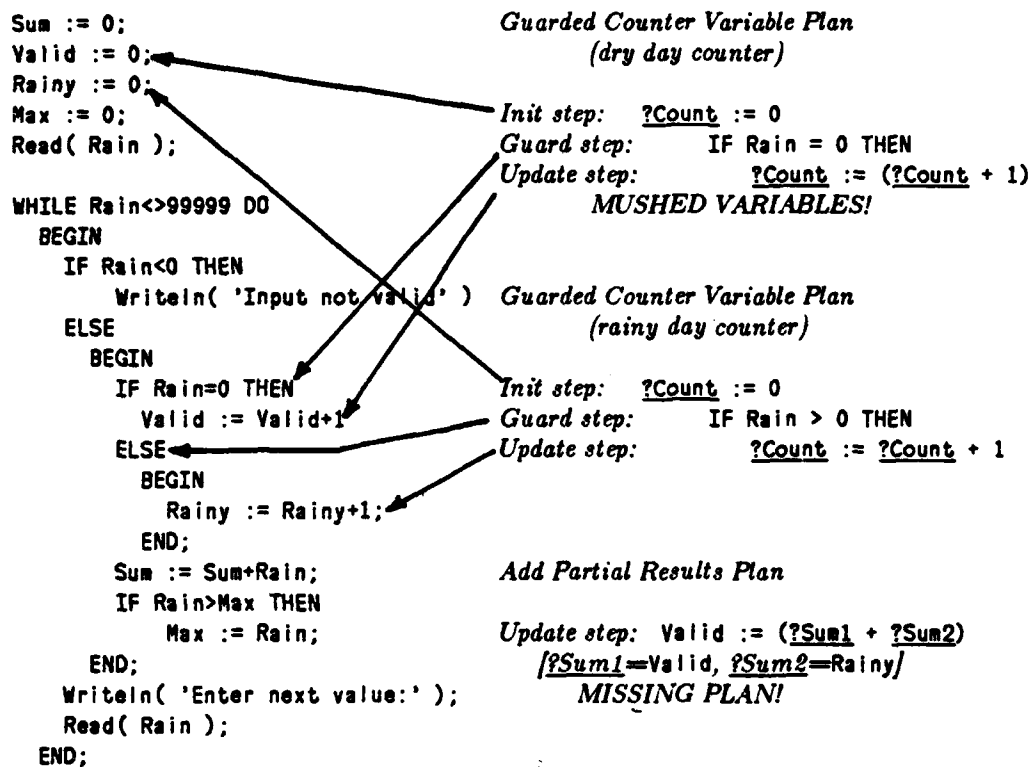 Sum := 0;
Valid := 0;
Rainy := 0;
Max := 0;
Read( Rain );
WHILE Rain<>99999 DO
BEGIN
IF Rain<0 THEN
Writeln( 'Input not valid' )
ELSE
BEGIN
IF Rain=0 THEN
Valid := Valid+1
ELSE
BEGIN
Rainy := Rainy+1;
END;
Sum := Sum+Rain;
IF Rain>Max THEN
Max := Rain;
END;
Writeln( 'Enter next value:' );
Read( Rain );
END;
Guarded Counter Variable Plan
(dry day counter)
Init step: ?Count := 0
Guard step: IF Rain = 0 THEN
Update step: ?Count := (?Count + 1)
MUSHED VARIABLES!
Guarded Counter Variable Plan
(rainy day counter)
Init step: ?Count := 0
Guard step: IF Rain > 0 THEN
Update step: ?Count := ?Count + 1
Add Partial Results Plan
Update step: Valid := (?Sum1 + ?Sum2)
[?Sum1=Valid, ?Sum2=Rainy]
MISSING PLAN!